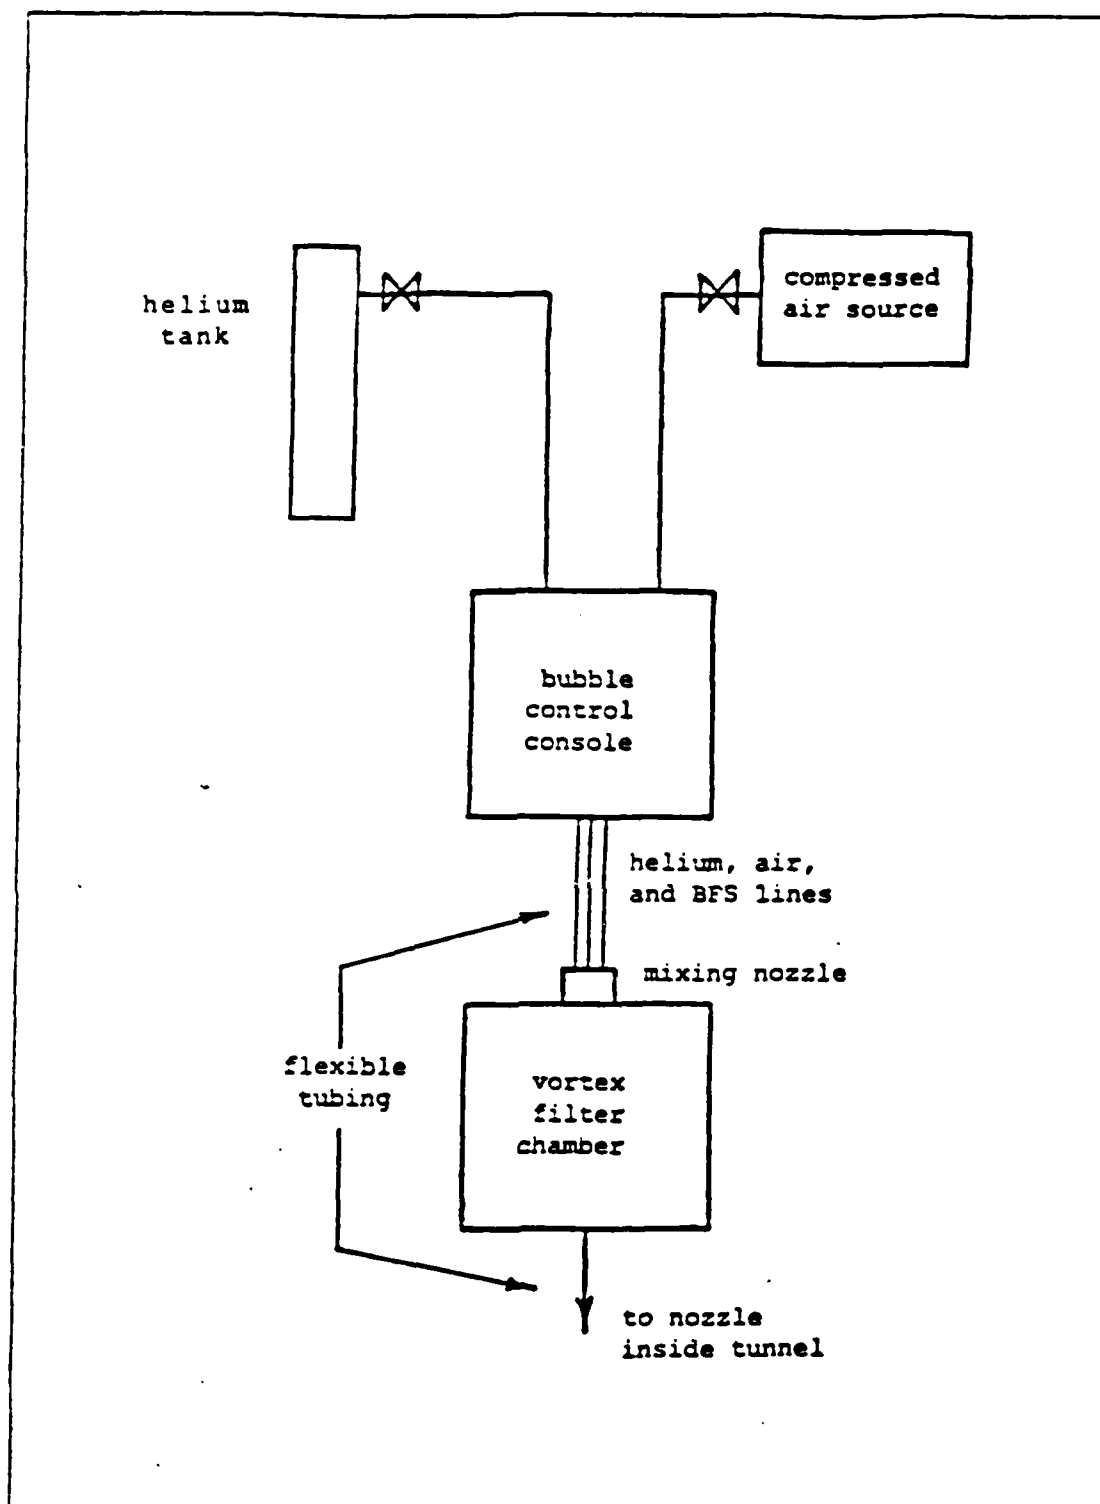 helium
tank
compressed
air source
bubble
control
console
helium, air,
and BFS lines
mixing nozzle
flexible
tubing
vortex
filter
chamber
to nozzle
inside tunnel